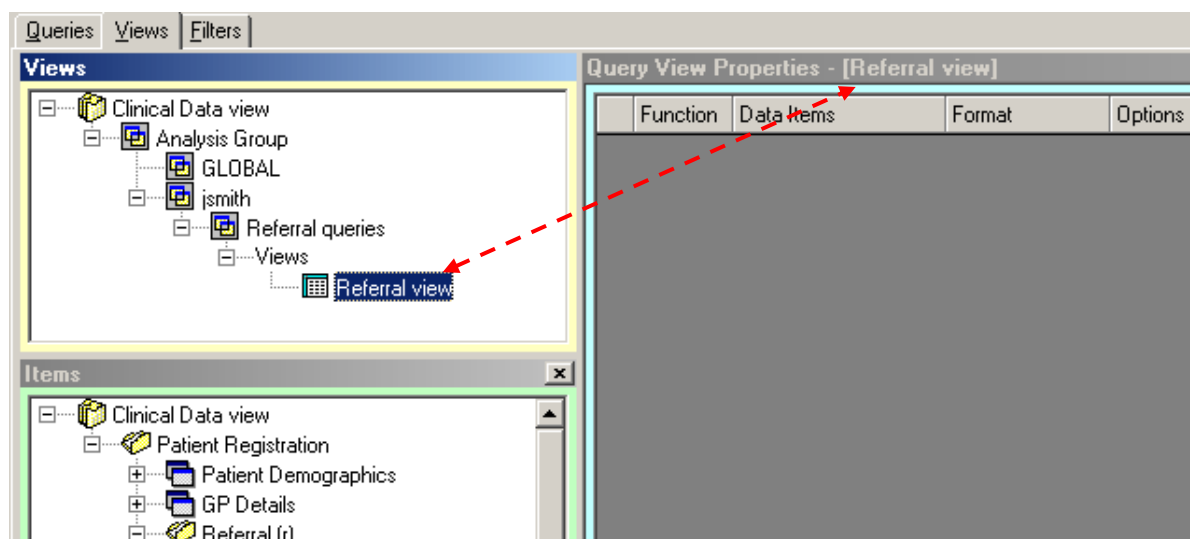 Queries Views Filters
Views
Clinical Data view
Analysis Group
GLOBAL
jsmith
Referral queries
Views
Referral view
Query View Properties - [Referral view]
Function Data Items Format Options
Items
Clinical Data view
Patient Registration
Patient Demographics
GP Details
Referral (r)